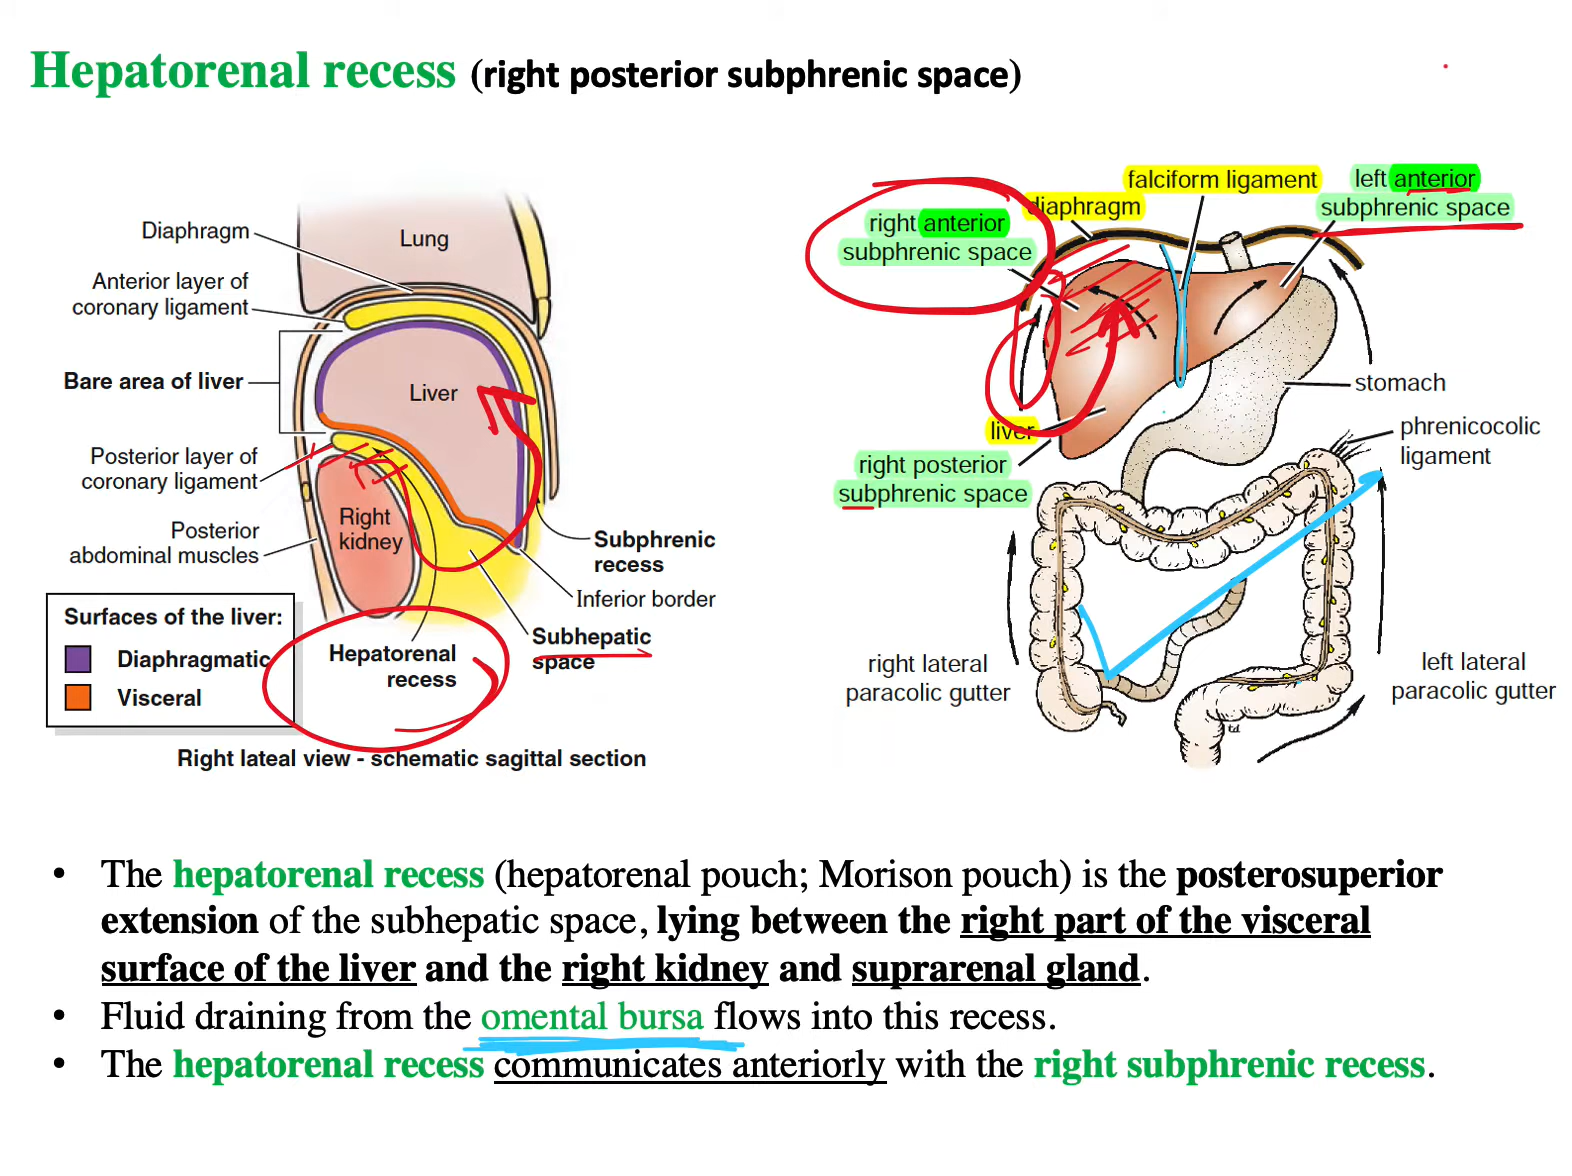 Hepatorenal recess (right posterior subphrenic space)
Diaphragm
Lung
Anterior layer of
coronary ligament
Bare area of liver
Liver
Posterior layer of
coronary ligament
Right
kidney
Posterior
abdominal muscles
Subphrenic
recess
Inferior border
Subhepatic
space
Hepatorenal
recess
Surfaces of the liver:
Diaphragmatic
Visceral
Right lateal view - schematic sagittal section
falciform ligament
left anterior
subphrenic space
diaphragm
right anterior
subphrenic space
stomach
phrenicocolic
ligament
liver
right posterior
subphrenic space
right lateral
paracolic gutter
left lateral
paracolic gutter
td
• The hepatorenal recess (hepatorenal pouch; Morison pouch) is the posterosuperior
extension of the subhepatic space, lying between the right part of the visceral
surface of the liver and the right kidney and suprarenal gland.
• Fluid draining from the omental bursa flows into this recess.
• The hepatorenal recess communicates anteriorly with the right subphrenic recess.